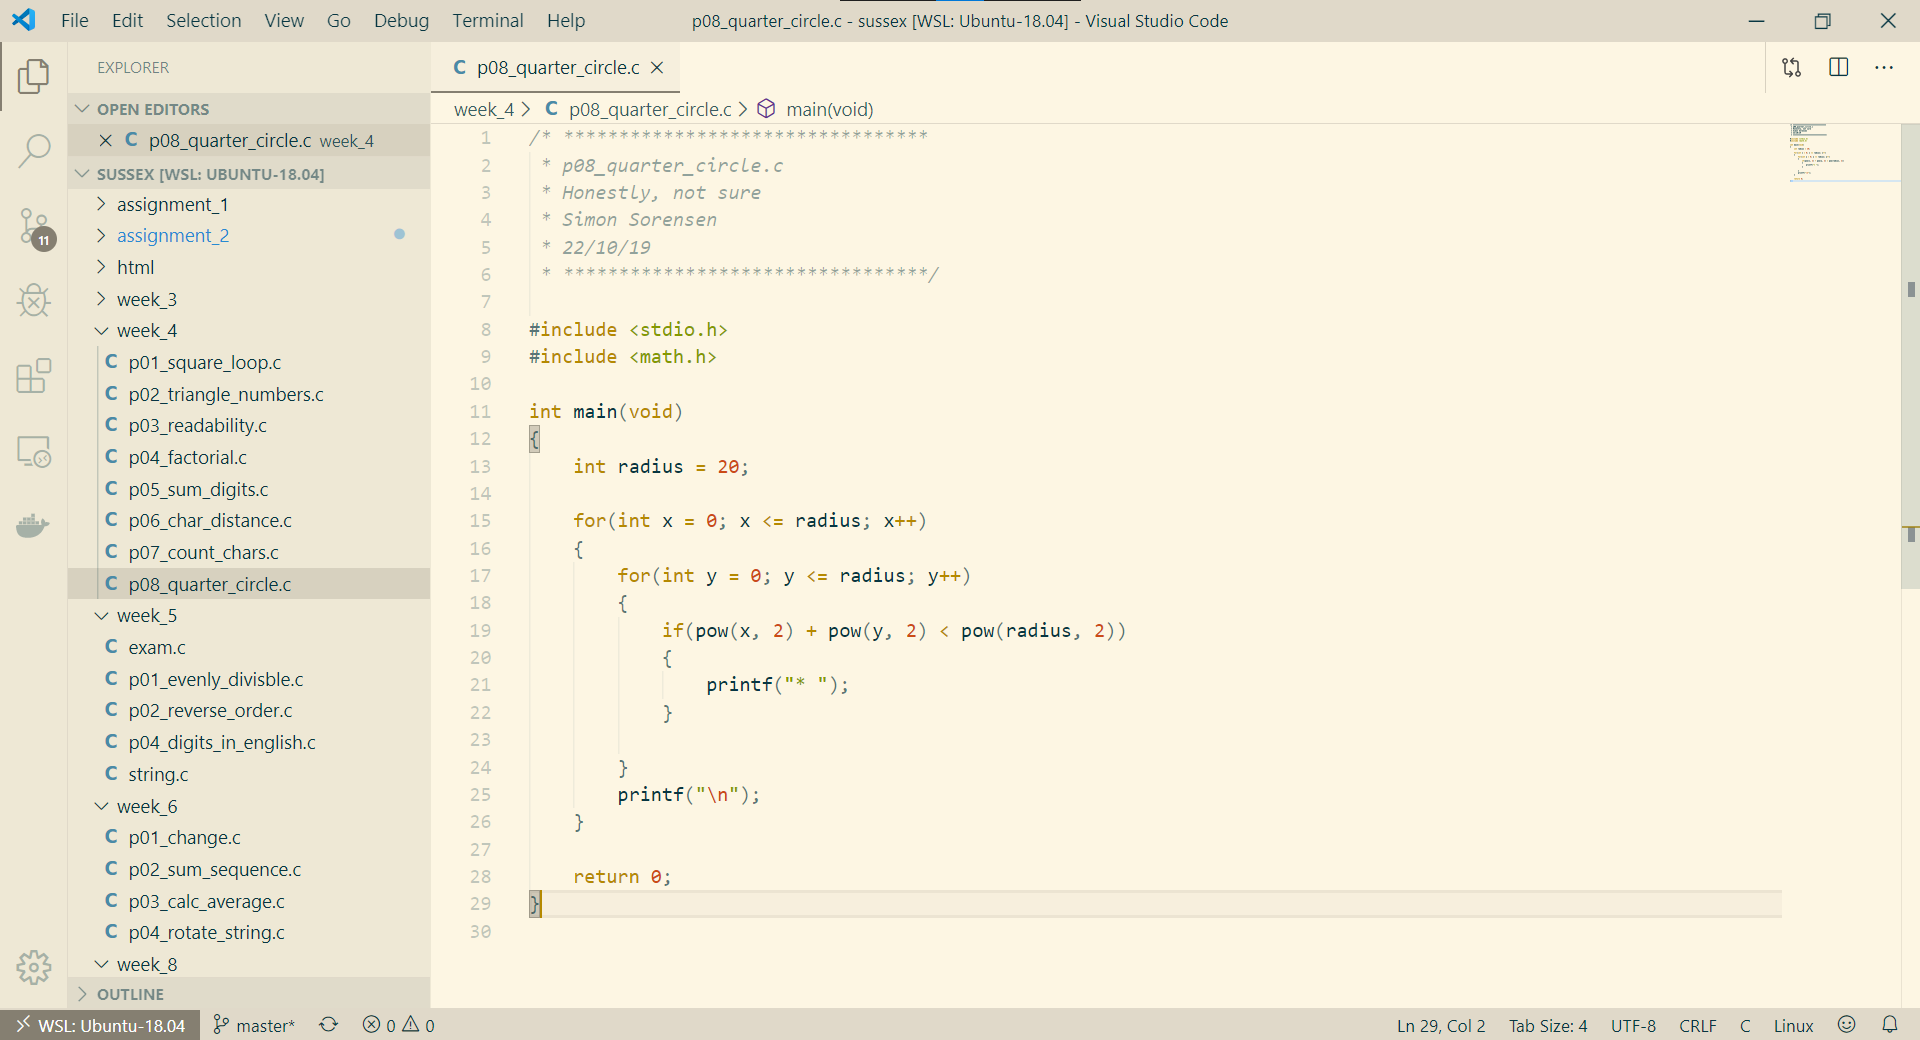 File Edit Selection View Go Debug Terminal Help p08_quarter_circle.c - sussex [WSL: Ubuntu-18.04] - Visual Studio Code
EXPLORER
OPEN EDITORS
C p08_quarter_circle.c week_4
SUSSEX [WSL: UBUNTU-18.04]
assignment_1
assignment_2
html
week_3
week_4
C p01_square_loop.c
C p02_triangle_numbers.c
C p03_readability.c
C p04_factorial.c
C p05_sum_digits.c
C p06_char_distance.c
C p07_count_chars.c
C p08_quarter_circle.c
week_5
C exam.c
C p01_evenly_divisble.c
C p02_reverse_order.c
C p04_digits_in_english.c
C string.c
week_6
C p01_change.c
C p02_sum_sequence.c
C p03_calc_average.c
C p04_rotate_string.c
week_8
OUTLINE
11
C p08_quarter_circle.c
week_4 > C p08_quarter_circle.c > main(void)
1 /* *********************************
2 * p08_quarter_circle.c
3 * Honestly, not sure
4 * Simon Sorensen
5 * 22/10/19
6 * *********************************/
7
8 #include <stdio.h>
9 #include <math.h>
10
11 int main(void)
12 {
13 int radius = 20;
14
15 for(int x = 0; x <= radius; x++)
16 {
17 for(int y = 0; y <= radius; y++)
18 {
19 if(pow(x, 2) + pow(y, 2) < pow(radius, 2))
20 {
21 printf("* ");
22 }
23
24 }
25 printf("\n");
26 }
27
28 return 0;
29 }
30
WSL: Ubuntu-18.04 master* 0 0 Ln 29, Col 2 Tab Size: 4 UTF-8 CRLF C Linux